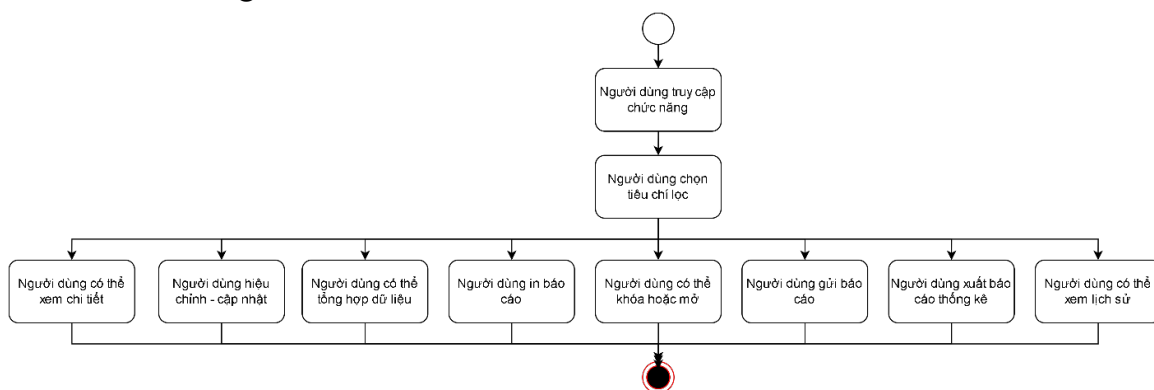 Người dùng truy cập
chức năng
Người dùng chọn
tiêu chí lọc
Người dùng có thể
xem chi tiết
Người dùng hiệu
chỉnh - cập nhật
Người dùng có thể
tổng hợp dữ liệu
Người dùng in báo
cáo
Người dùng có thể
khóa hoặc mở
Người dùng gửi báo
cáo
Người dùng xuất báo
cáo thống kê
Người dùng có thể
xem lịch sử